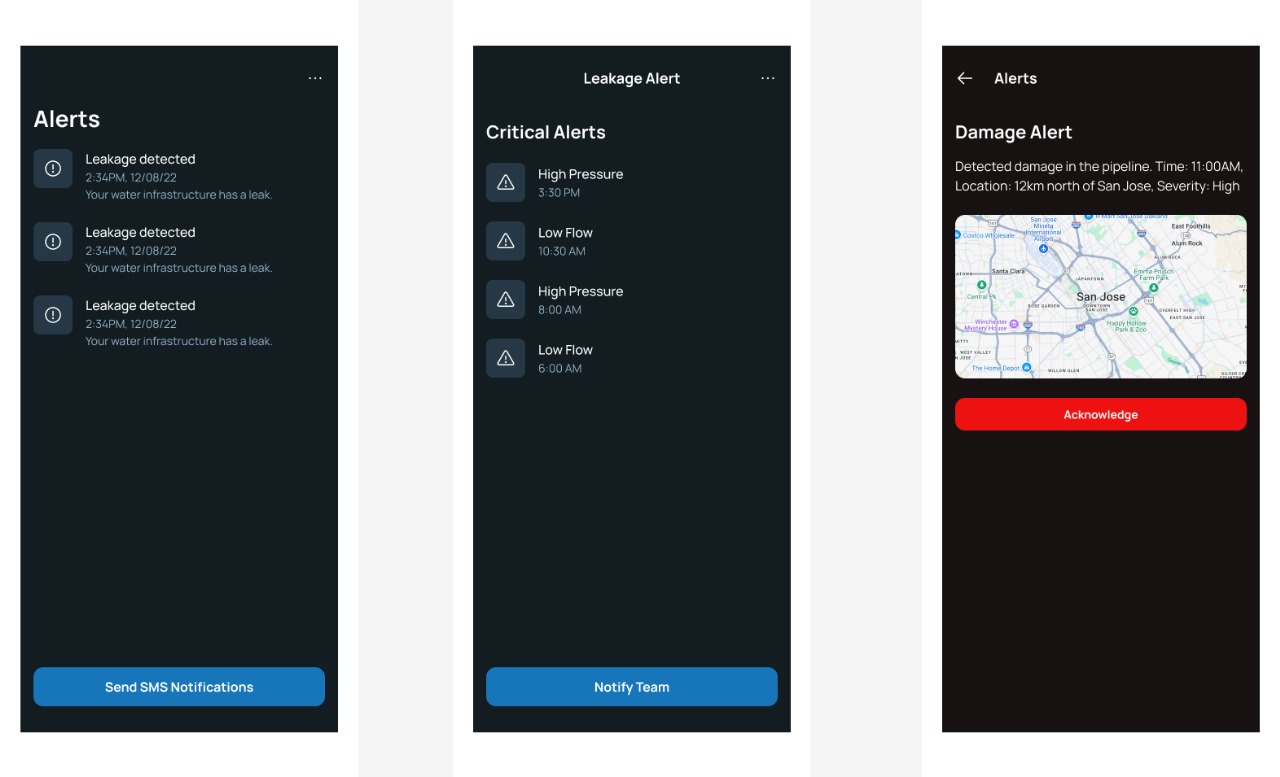 ...
Alerts
Leakage detected
2:34PM, 12/08/22
Your water infrastructure has a leak.
Leakage detected
2:34PM, 12/08/22
Your water infrastructure has a leak.
Leakage detected
2:34PM, 12/08/22
Your water infrastructure has a leak.
Send SMS Notifications
Leakage Alert ...
Critical Alerts
High Pressure
3:30 PM
Low Flow
10:30 AM
High Pressure
8:00 AM
Low Flow
6:00 AM
Notify Team
Alerts
Damage Alert
Detected damage in the pipeline. Time: 11:00AM,
Location: 12km north of San Jose, Severity: High
San Jose
Mineta
International
Airport
Costco Wholesale
East Foothills
Alum Rock
ALUM ROCK
Santa Clara
JAPANTOWN
Emma Prusch
Farm Park
Central Pk
San Jose
ROSE GARDEN
DOWNTOWN
SAN JOSE
OVERFELT HIGH
EAST SAN JOSE
Winchester
Mystery House
Happy Hollow
Park & Zoo
WEST VALLEY
The Home Depot
WILLOW GLEN
Acknowledge